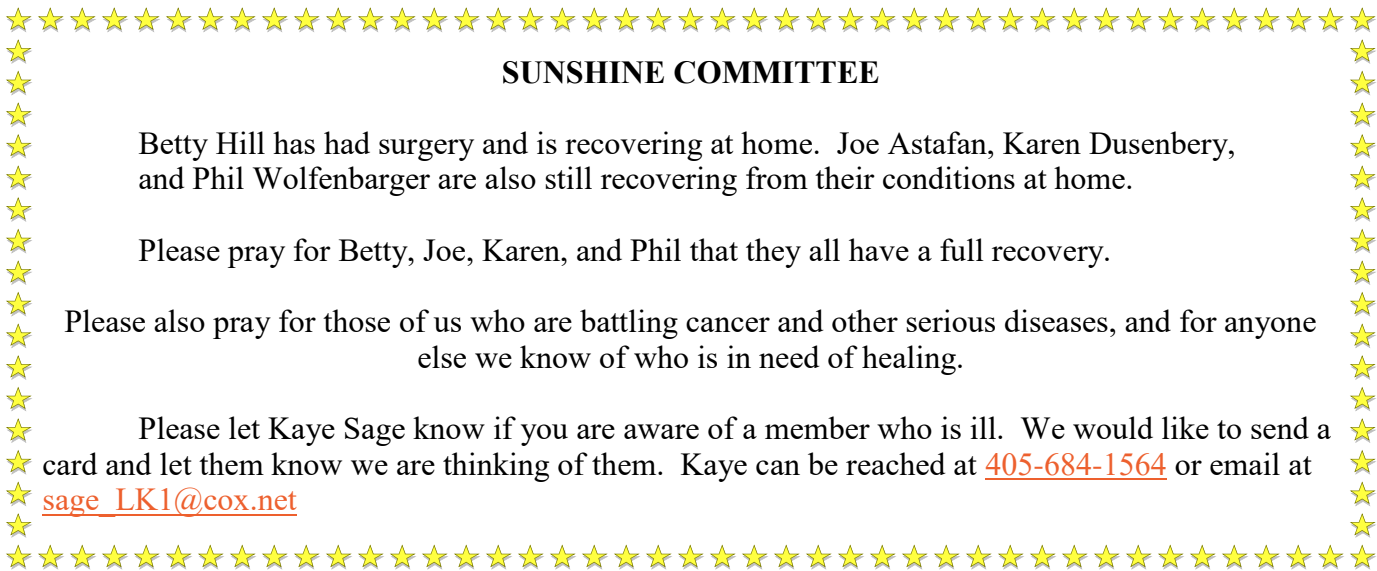 SUNSHINE COMMITTEE
Betty Hill has had surgery and is recovering at home.  Joe Astafan, Karen Dusenbery,
and Phil Wolfenbarger are also still recovering from their conditions at home.
Please pray for Betty, Joe, Karen, and Phil that they all have a full recovery.
Please also pray for those of us who are battling cancer and other serious diseases, and for anyone
else we know of who is in need of healing.
Please let Kaye Sage know if you are aware of a member who is ill.  We would like to send a
card and let them know we are thinking of them.  Kaye can be reached at 405-684-1564 or email at
sage_LK1@cox.net